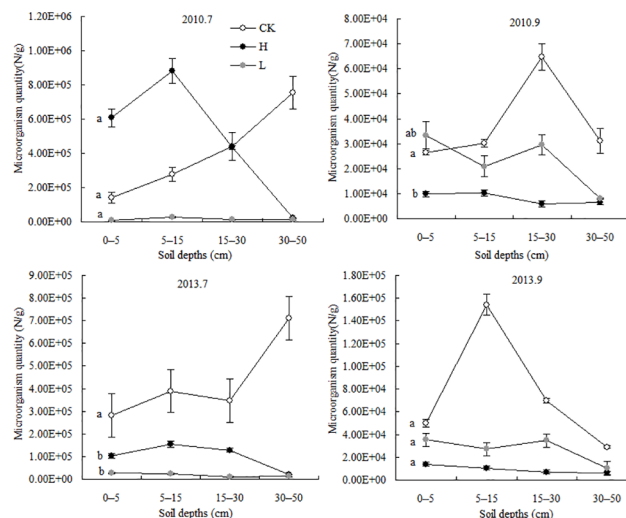 2010.7
CK
H
L
Microorganism quantity(N/g)
1.20E+06
1.00E+06
8.00E+05
6.00E+05
4.00E+05
2.00E+05
0.00E+00
a
a
a
0–5 5–15 15–30 30–50
Soil depths (cm)
2010.9
Microorganism quantity(N/g)
8.00E+04
7.00E+04
6.00E+04
5.00E+04
4.00E+04
3.00E+04
2.00E+04
1.00E+04
0.00E+00
ab
a
b
0–5 5–15 15–30 30–50
Soil depths (cm)
2013.7
Microorganism quantity (N/g)
9.00E+05
8.00E+05
7.00E+05
6.00E+05
5.00E+05
4.00E+05
3.00E+05
2.00E+05
1.00E+05
0.00E+00
a
b
b
0–5 5–15 15–30 30–50
Soil depths (cm)
2013.9
Microorganism quantity(N/g)
1.80E+05
1.60E+05
1.40E+05
1.20E+05
1.00E+05
8.00E+04
6.00E+04
4.00E+04
2.00E+04
0.00E+00
a
a
a
0–5 5–15 15–30 30–50
Soil depths (cm)